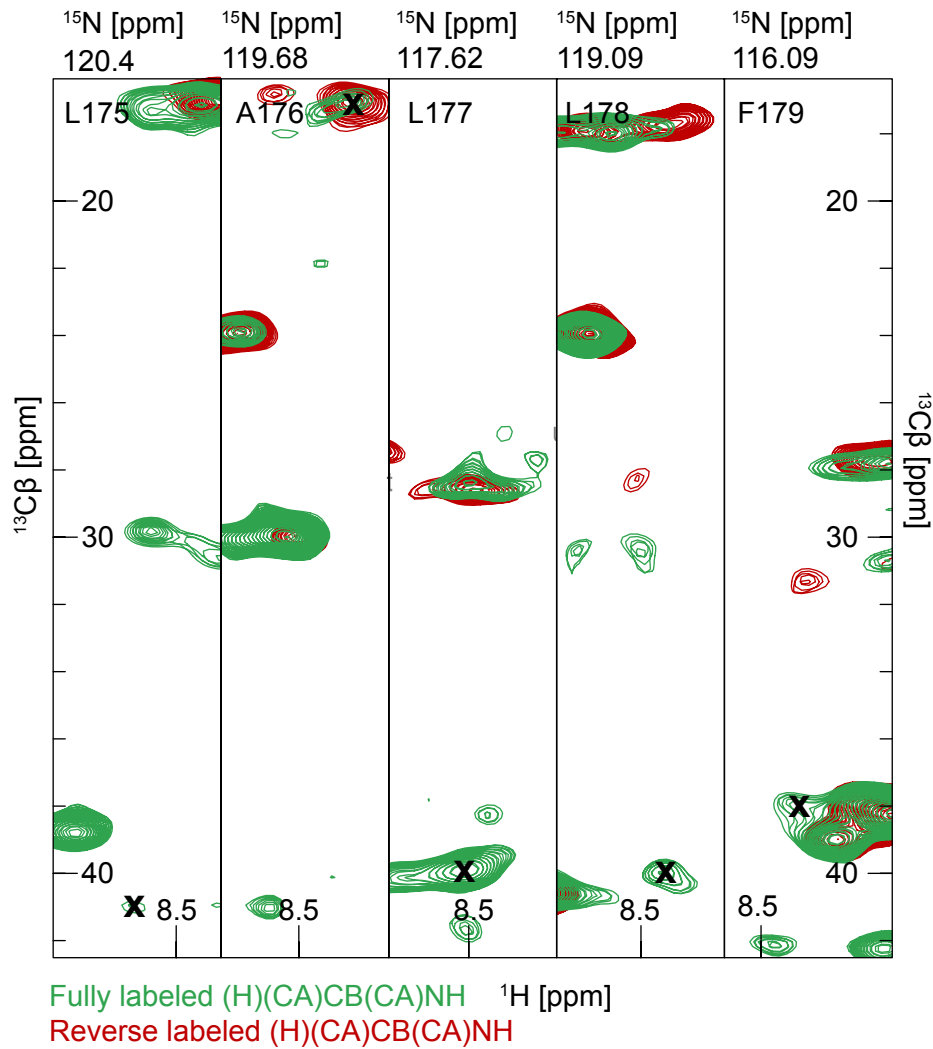 ¹⁵N [ppm] ¹⁵N [ppm] ¹⁵N [ppm] ¹⁵N [ppm] ¹⁵N [ppm]
120.4 119.68 117.62 119.09 116.09
L175 A176 L177 L178 F179
X
20 20
¹³Cβ [ppm] ¹³Cβ [ppm]
30 30
X
40 X X 40
X 8.5 8.5 8.5 8.5 8.5
Fully labeled (H)(CA)CB(CA)NH ¹H [ppm]
Reverse labeled (H)(CA)CB(CA)NH